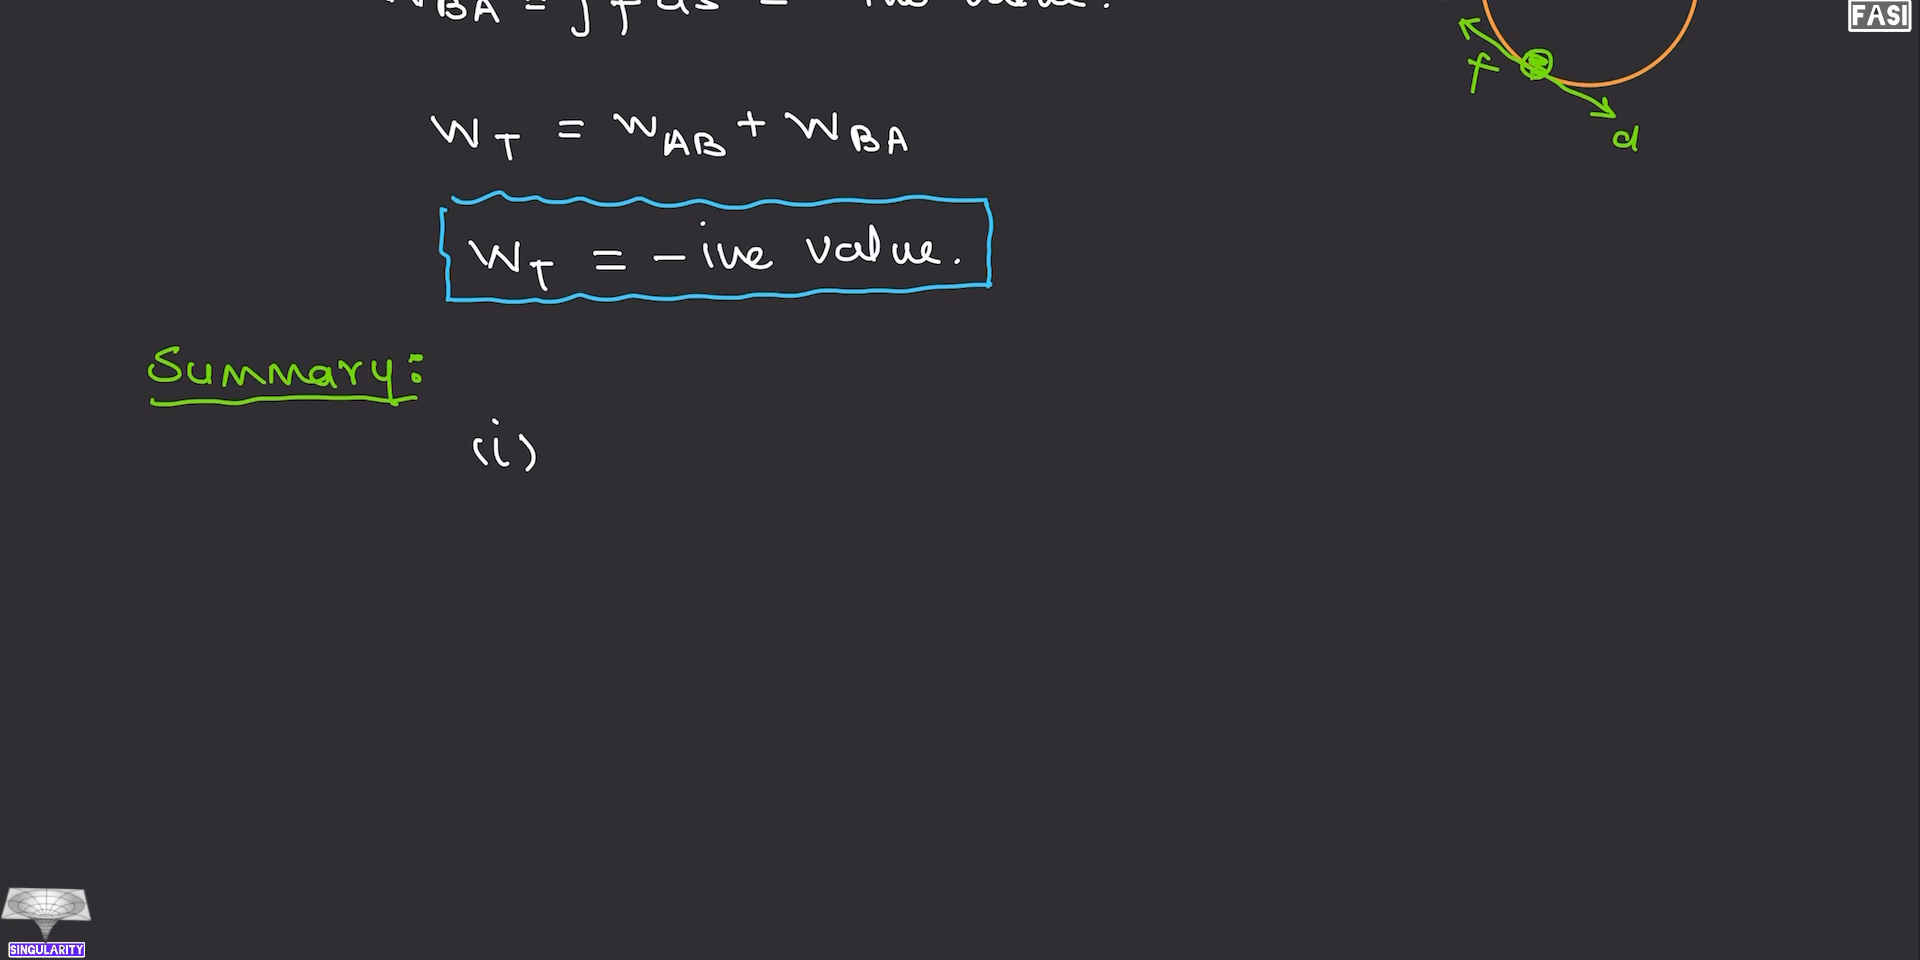 FASI
f
d
W_T = W_AB + W_BA
W_T = -ive value.
Summary:
(i)
SINGULARITY